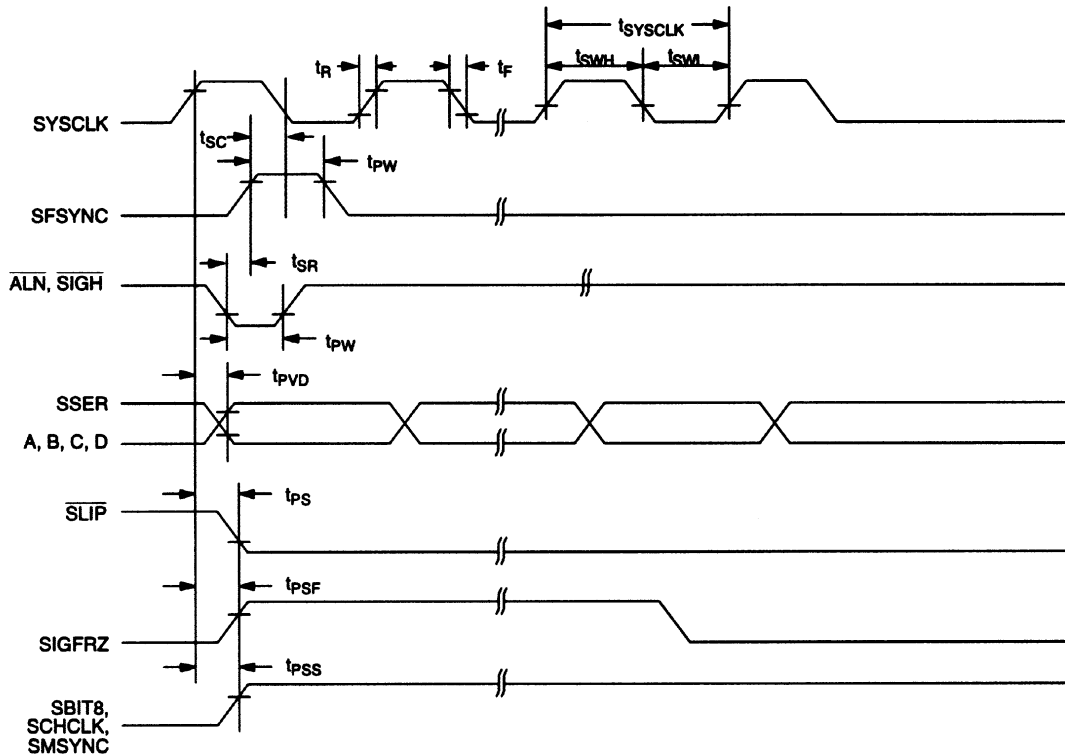 tSYSCLK
tR
tF
tSWH
tSWL
SYSCLK
tSC
tPW
SFSYNC
tSR
ALN, SIGH
tPW
tPVD
SSER
A, B, C, D
tPS
SLIP
tPSF
SIGFRZ
tPSS
SBIT8,
SCHCLK,
SMSYNC